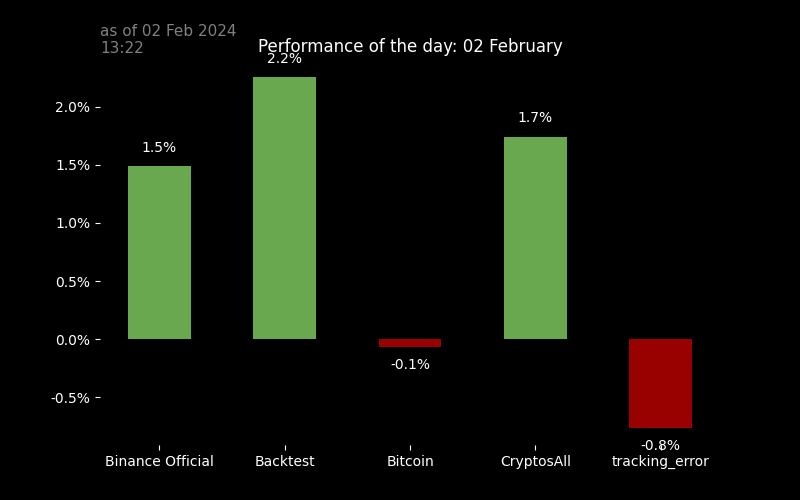 as of 02 Feb 2024
13:22
Performance of the day: 02 February
2.2%
2.0%
1.7%
1.5%
1.5%
1.0%
0.5%
0.0%
-0.1%
-0.5%
-0.8%
Binance Official
Backtest
Bitcoin
CryptosAll
tracking_error